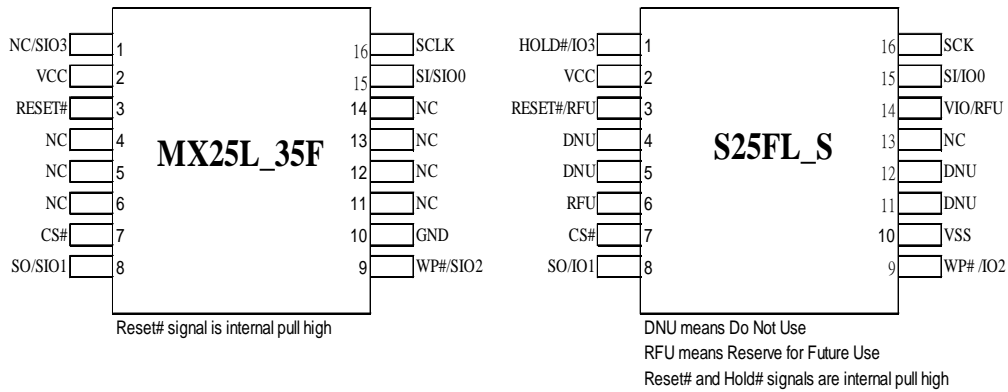 NC/SIO3 1 16 SCLK
VCC 2 15 SI/SIO0
RESET# 3 14 NC
NC 4 13 NC
NC 5 12 NC
NC 6 11 NC
CS# 7 10 GND
SO/SIO1 8 9 WP#/SIO2
MX25L_35F
Reset# signal is internal pull high
HOLD#/IO3 1 16 SCK
VCC 2 15 SI/IO0
RESET#/RFU 3 14 VIO/RFU
DNU 4 13 NC
DNU 5 12 DNU
RFU 6 11 DNU
CS# 7 10 VSS
SO/IO1 8 9 WP# /IO2
S25FL_S
DNU means Do Not Use
RFU means Reserve for Future Use
Reset# and Hold# signals are internal pull high